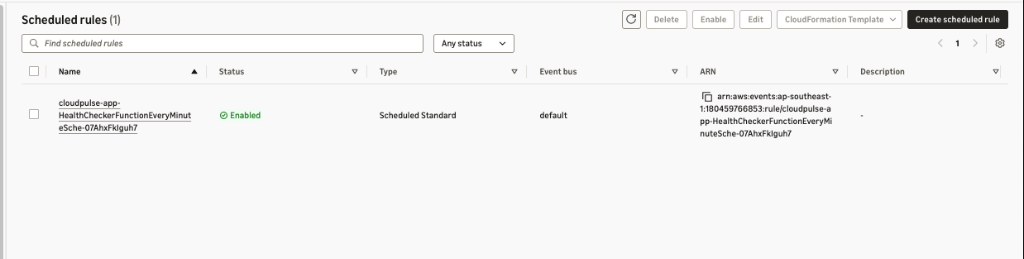 Scheduled rules (1)
Delete
Enable
Edit
CloudFormation Template
Create scheduled rule
Find scheduled rules
Any status
1
Name
Status
Type
Event bus
ARN
Description
cloudpulse-app-
HealthCheckerFunctionEveryMinut
eSche-07AhxFklguh7
Enabled
Scheduled Standard
default
arn:aws:events:ap-southeast-
1:180459766853:rule/cloudpulse-a
pp-HealthCheckerFunctionEveryMi
nuteSche-07AhxFklguh7
-